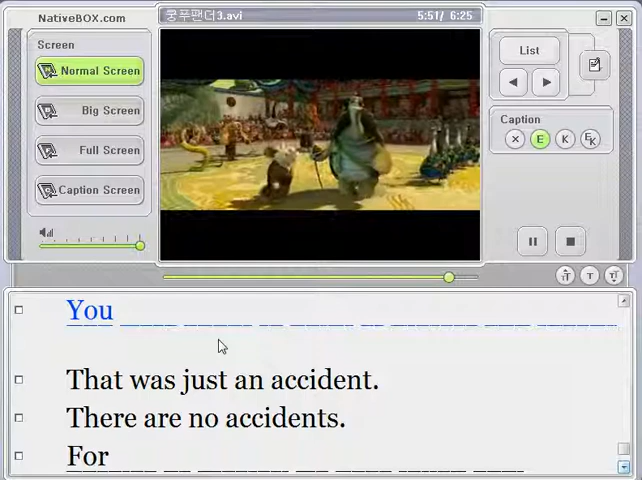 NativeBOX.com
쿵푸팬더3.avi
5:51/ 6:25
Screen
Normal Screen
Big Screen
Full Screen
Caption Screen
List
Caption
X E K EK
T T T
You
That was just an accident.
There are no accidents.
For